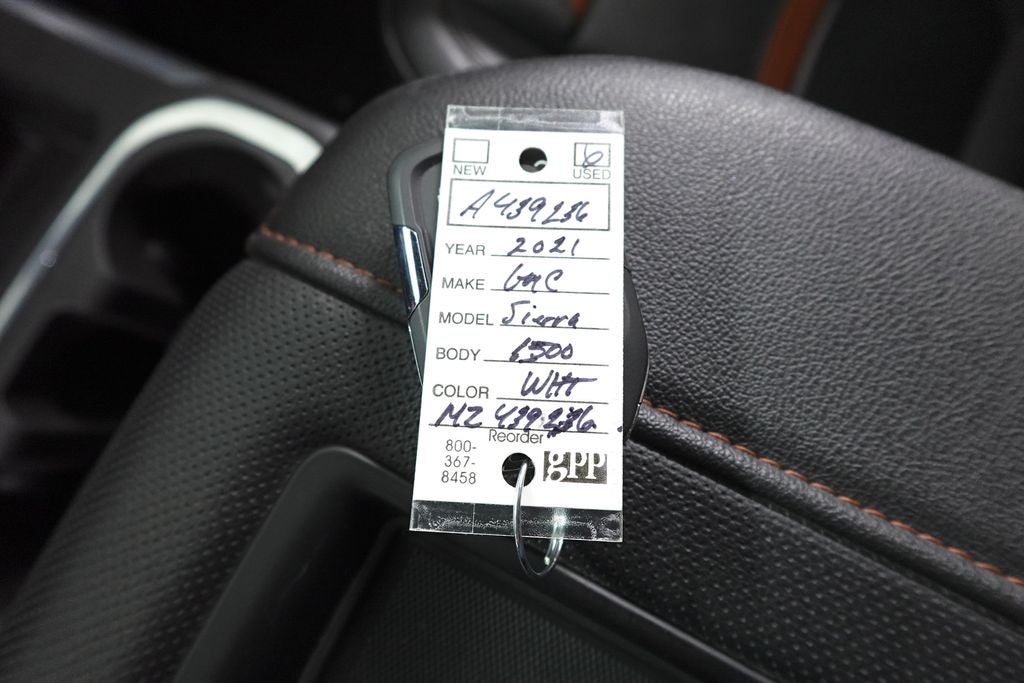 NEW 6 USED
A439236
YEAR 2021
MAKE GMC
MODEL Sierra
BODY 1500
COLOR WHT
MZ 439236
Reorder
800-
367-
8458
gpp